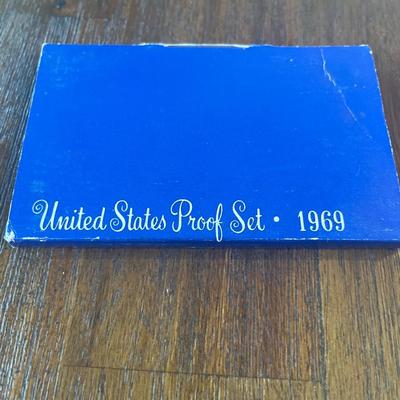 United States Proof Set • 1969